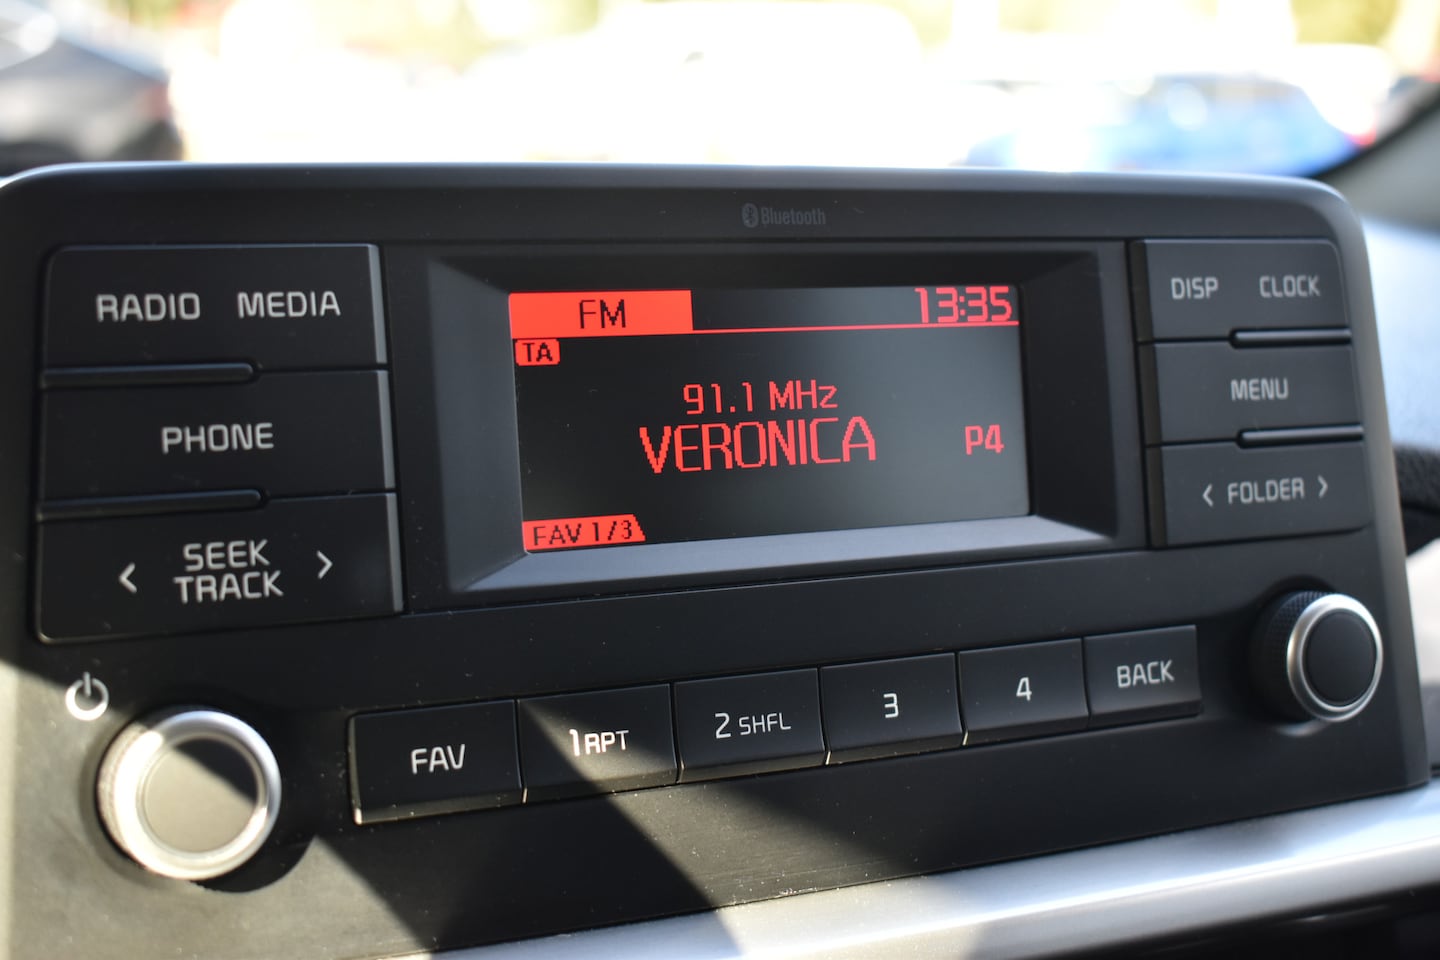 Bluetooth
RADIO MEDIA
PHONE
< SEEK TRACK >
FM 13:35
TA
91.1 MHz
VERONICA P4
FAV 1/3
DISP CLOCK
MENU
< FOLDER >
FAV
1 RPT
2 SHFL
3
4
BACK